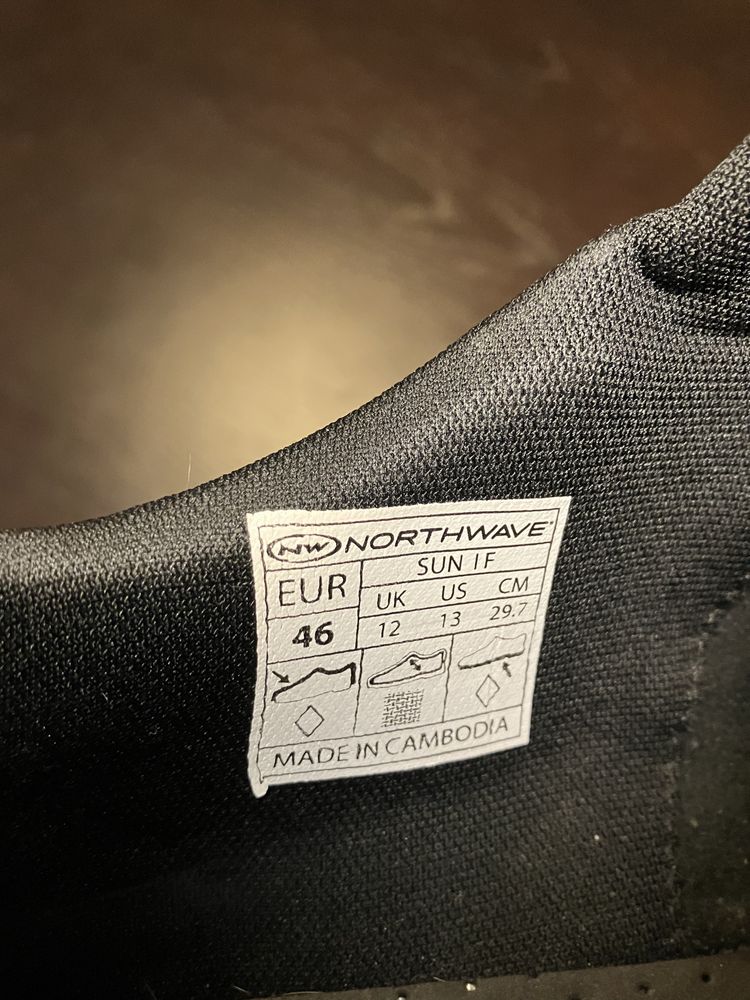 NW NORTHWAVE
SUN IF
EUR UK US CM
46 12 13 29.7
MADE IN CAMBODIA